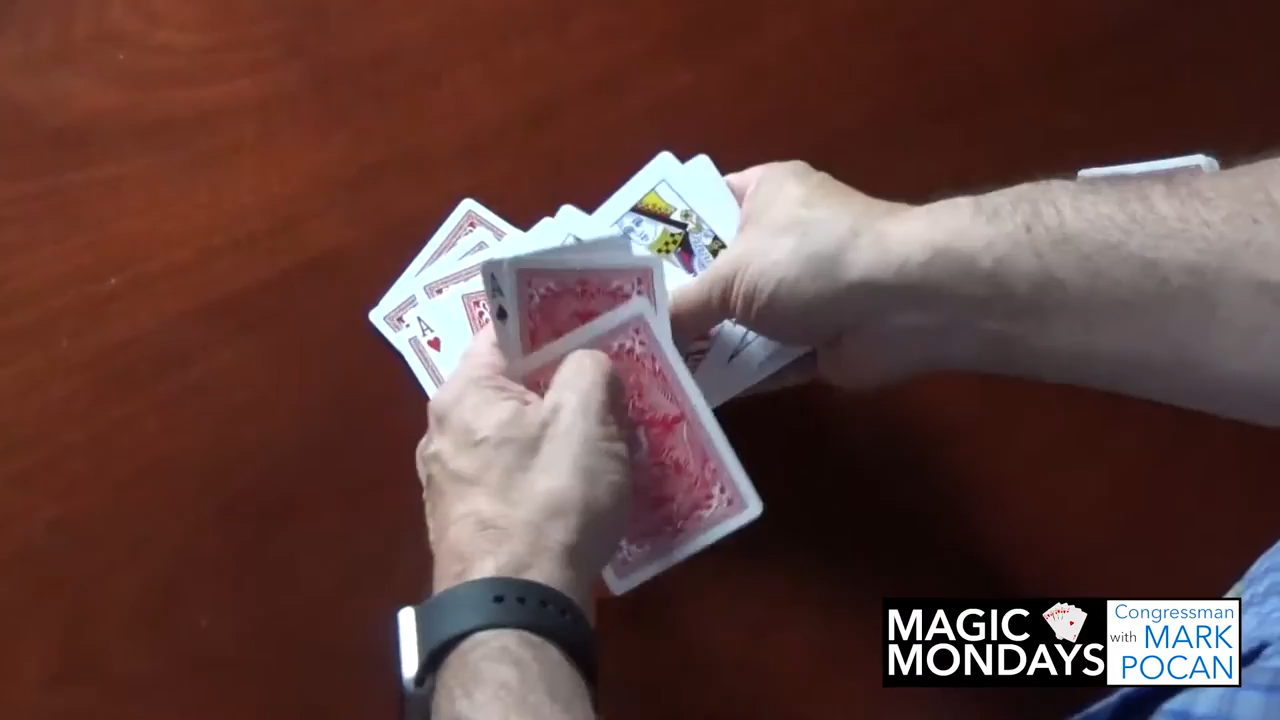 A
A
MAGIC
MONDAYS
Congressman
with MARK
POCAN